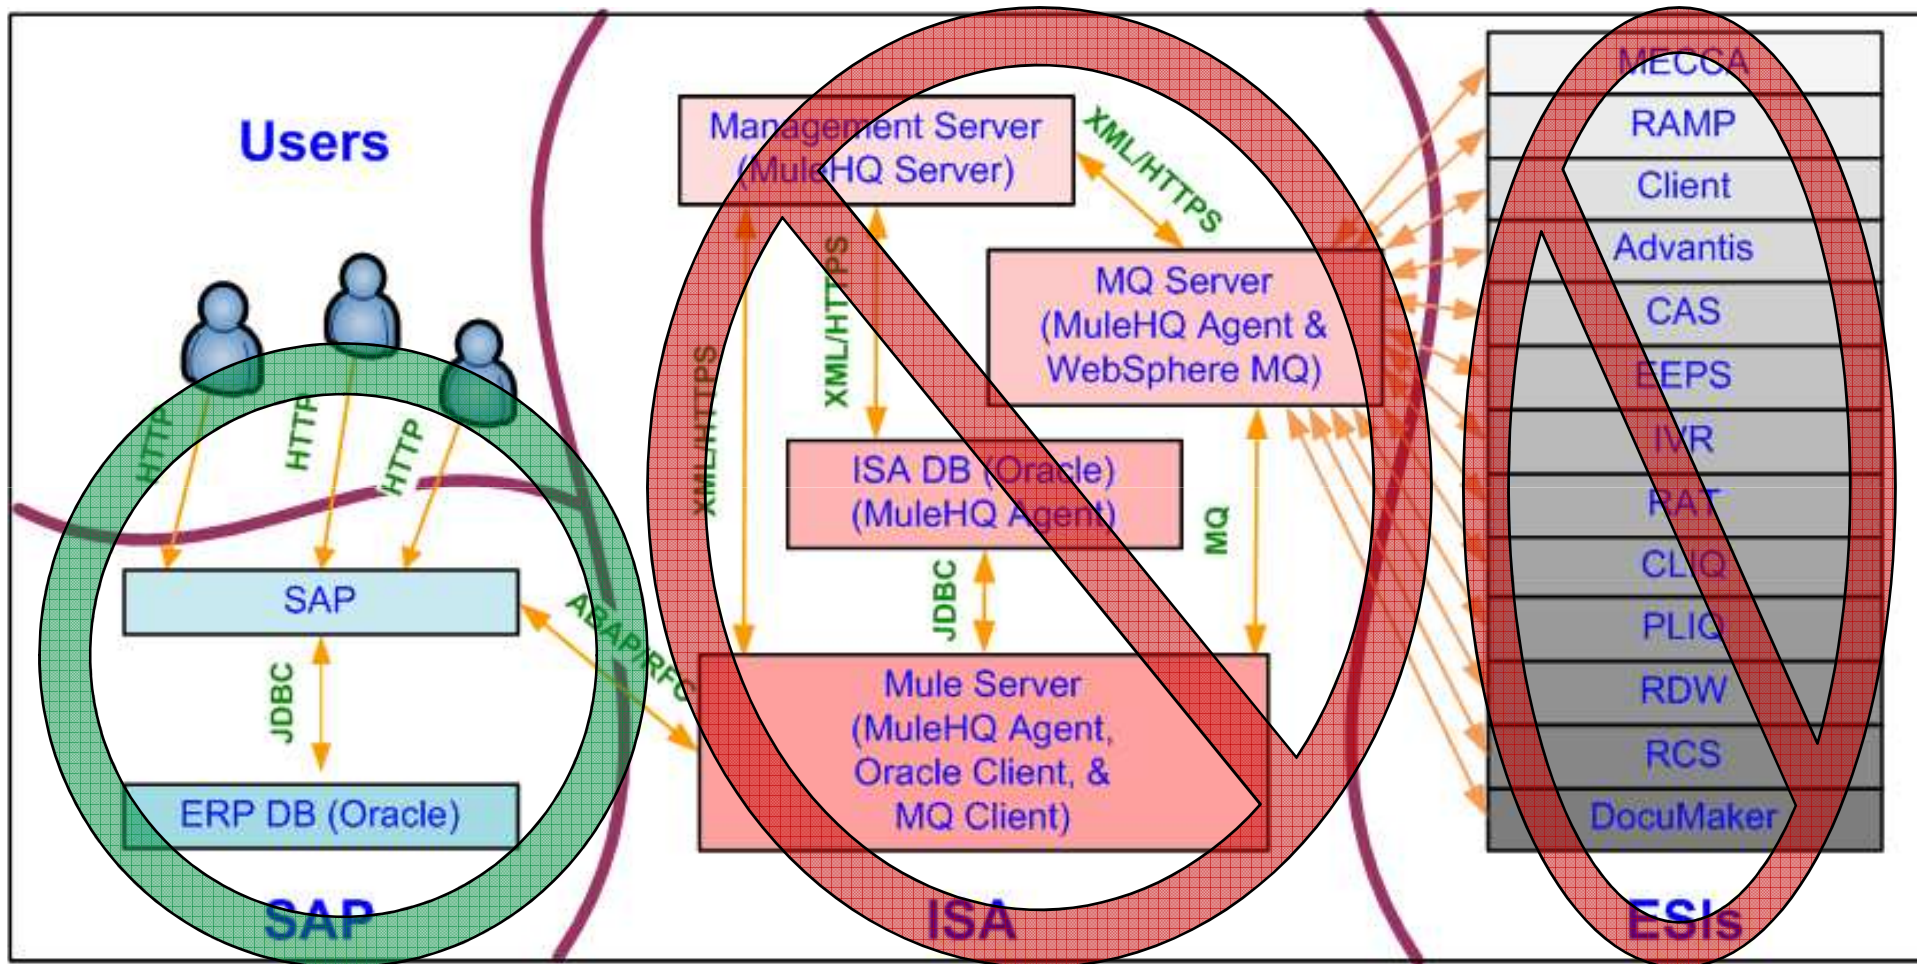 Users
HTTP
HTTP
HTTP
SAP
JDBC
ERP DB (Oracle)
SAP
ABAP/RFC
Management Server
(MuleHQ Server)
XML/HTTPS
XML/HTTPS
XML/HTTPS
MQ Server
(MuleHQ Agent &
WebSphere MQ)
ISA DB (Oracle)
(MuleHQ Agent)
JDBC
MQ
Mule Server
(MuleHQ Agent,
Oracle Client, &
MQ Client)
ISA
MECCA
RAMP
Client
Advantis
CAS
EEPS
IVR
RAT
CLIQ
PLIQ
RDW
RCS
DocuMaker
ESIs